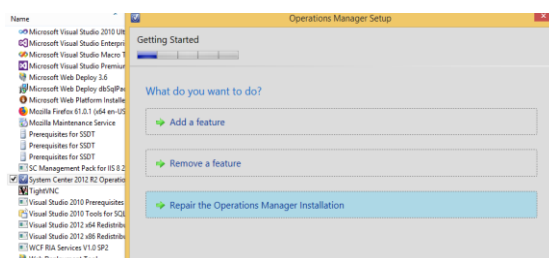 Name
Microsoft Visual Studio 2010 Ult
Microsoft Visual Studio Enterpri
Microsoft Visual Studio Macro T
Microsoft Visual Studio Premiur
Microsoft Web Deploy 3.6
Microsoft Web Deploy dbSqlPac
Microsoft Web Platform Installe
Mozilla Firefox 61.0.1 (x64 en-US
Mozilla Maintenance Service
Prerequisites for SSDT
Prerequisites for SSDT
Prerequisites for SSDT
SC Management Pack for IIS 8 2
System Center 2012 R2 Operatio
TightVNC
Visual Studio 2010 Prerequisites
Visual Studio 2010 Tools for SQL
Visual Studio 2012 x64 Redistribu
Visual Studio 2012 x86 Redistribu
WCF RIA Services V1.0 SP2
Operations Manager Setup
Getting Started
What do you want to do?
Add a feature
Remove a feature
Repair the Operations Manager Installation